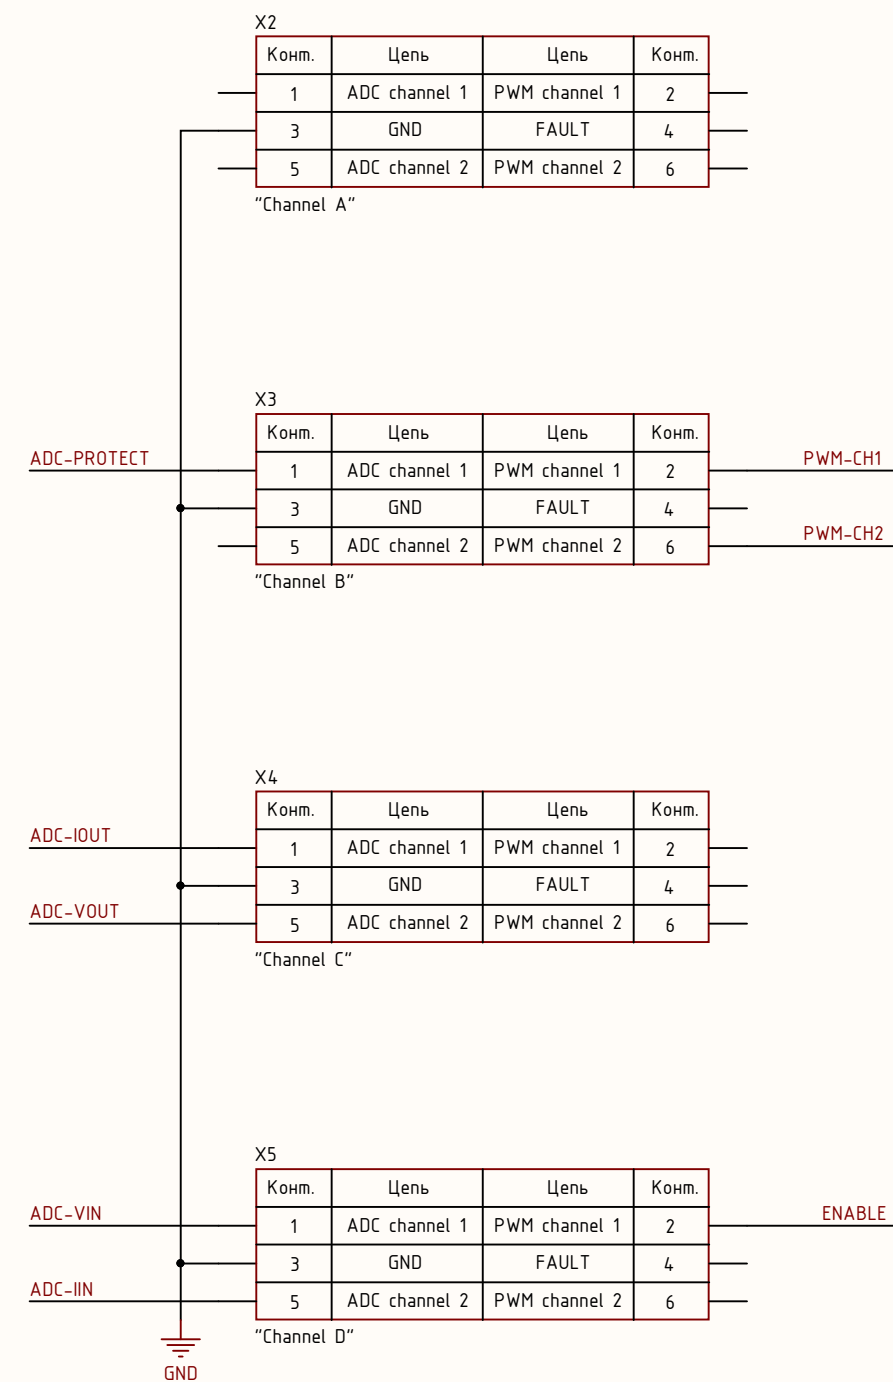 X2
Конт. Цепь Цепь Конт.
1 ADC channel 1 PWM channel 1 2
3 GND FAULT 4
5 ADC channel 2 PWM channel 2 6
"Channel A"
X3
Конт. Цепь Цепь Конт.
ADC-PROTECT 1 ADC channel 1 PWM channel 1 2 PWM-CH1
3 GND FAULT 4
5 ADC channel 2 PWM channel 2 6 PWM-CH2
"Channel B"
X4
Конт. Цепь Цепь Конт.
ADC-IOUT 1 ADC channel 1 PWM channel 1 2
3 GND FAULT 4
ADC-VOUT 5 ADC channel 2 PWM channel 2 6
"Channel C"
X5
Конт. Цепь Цепь Конт.
ADC-VIN 1 ADC channel 1 PWM channel 1 2 ENABLE
3 GND FAULT 4
ADC-IIN 5 ADC channel 2 PWM channel 2 6
"Channel D"
GND